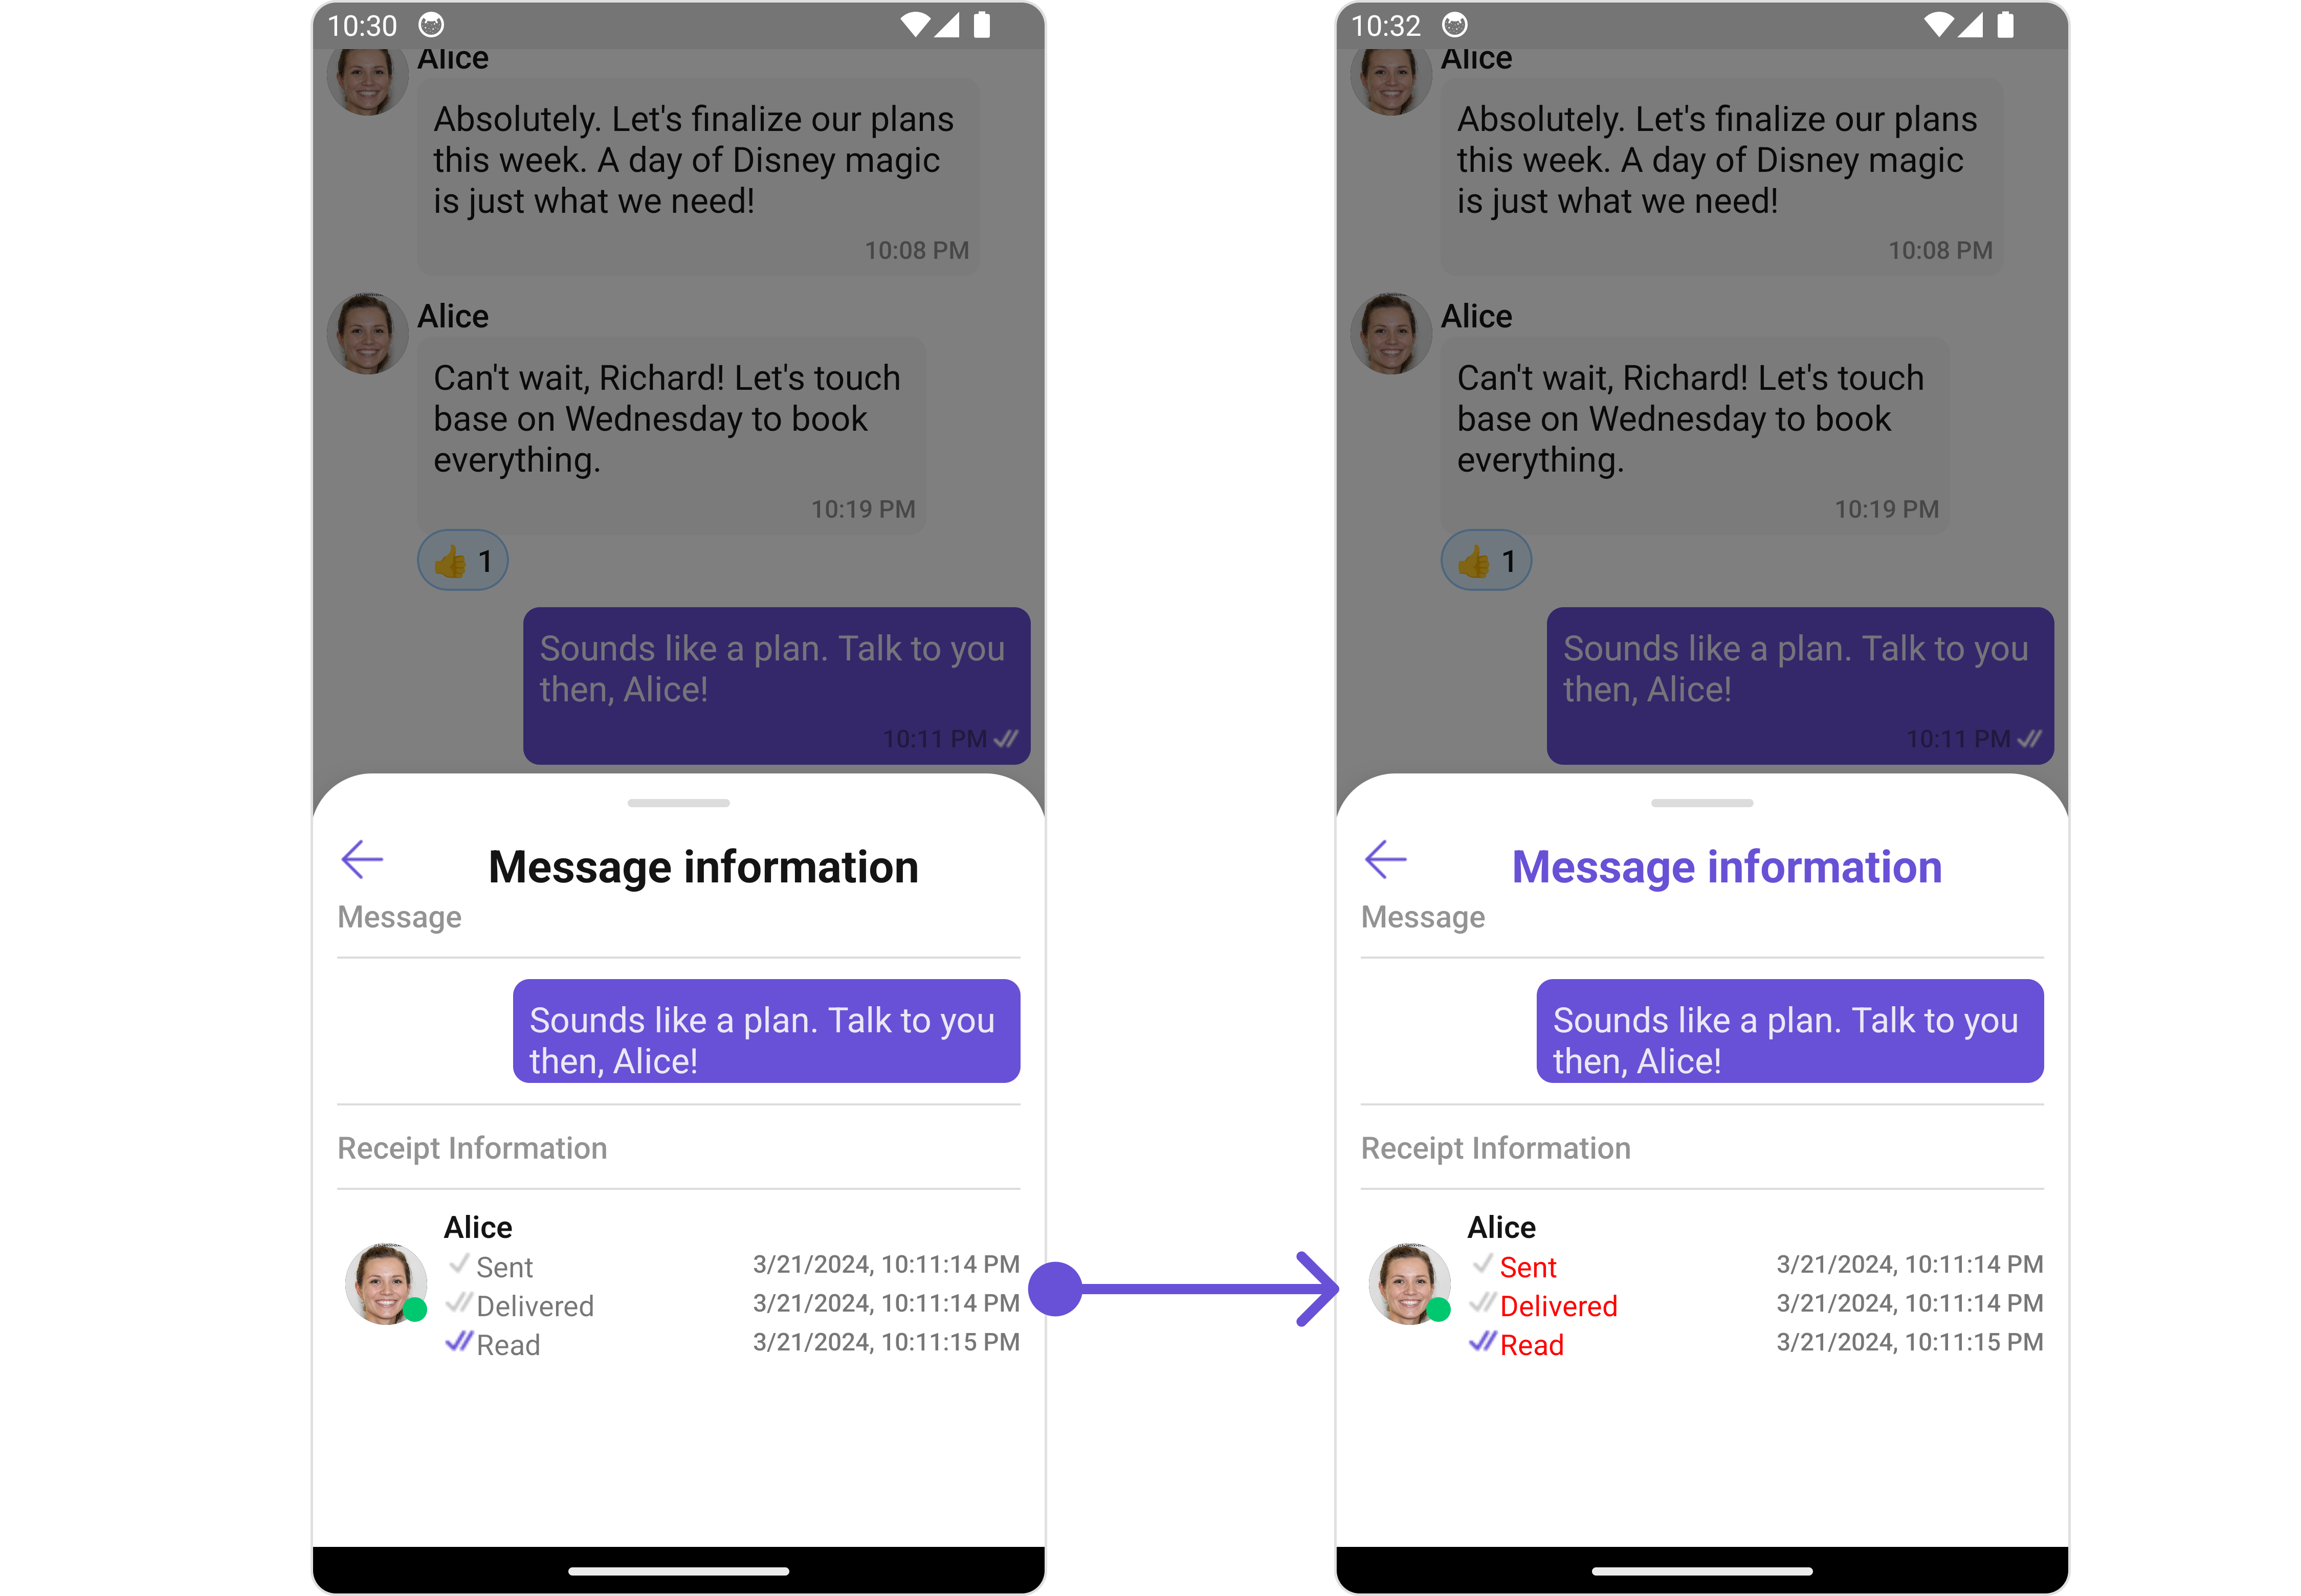 10:30
Alice
Absolutely. Let's finalize our plans
this week. A day of Disney magic
is just what we need!
10:08 PM
Alice
Can't wait, Richard! Let's touch
base on Wednesday to book
everything.
10:19 PM
👍 1
Sounds like a plan. Talk to you
then, Alice!
10:11 PM
Message information
Message
Sounds like a plan. Talk to you
then, Alice!
Receipt Information
Alice
Sent 3/21/2024, 10:11:14 PM
Delivered 3/21/2024, 10:11:14 PM
Read 3/21/2024, 10:11:15 PM
10:32
Alice
Absolutely. Let's finalize our plans
this week. A day of Disney magic
is just what we need!
10:08 PM
Alice
Can't wait, Richard! Let's touch
base on Wednesday to book
everything.
10:19 PM
👍 1
Sounds like a plan. Talk to you
then, Alice!
10:11 PM
Message information
Message
Sounds like a plan. Talk to you
then, Alice!
Receipt Information
Alice
Sent 3/21/2024, 10:11:14 PM
Delivered 3/21/2024, 10:11:14 PM
Read 3/21/2024, 10:11:15 PM